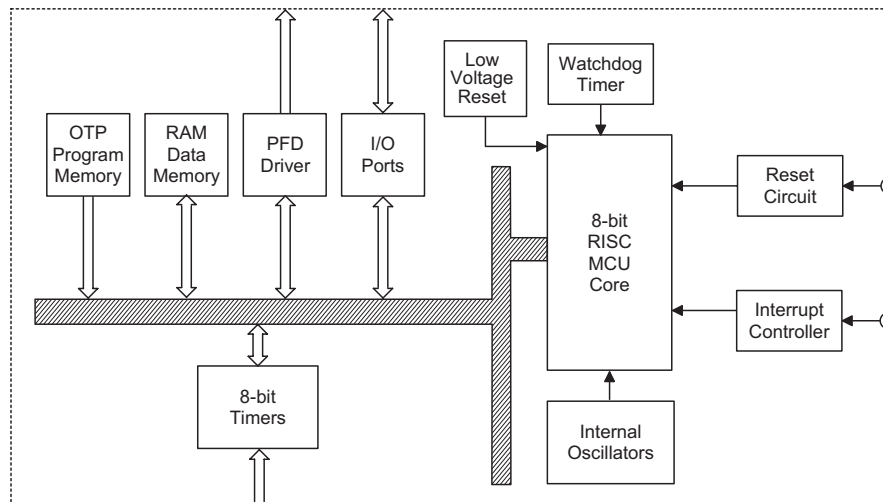 Low
Voltage
Reset
Watchdog
Timer
OTP
Program
Memory
RAM
Data
Memory
PFD
Driver
I/O
Ports
8-bit
RISC
MCU
Core
Reset
Circuit
Interrupt
Controller
8-bit
Timers
Internal
Oscillators